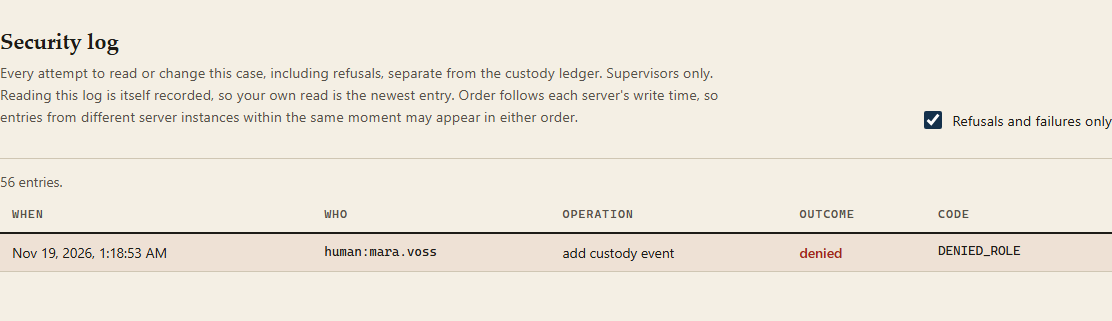 Security log
Every attempt to read or change this case, including refusals, separate from the custody ledger. Supervisors only.
Reading this log is itself recorded, so your own read is the newest entry. Order follows each server's write time, so
entries from different server instances within the same moment may appear in either order.
Refusals and failures only
56 entries.
WHEN WHO OPERATION OUTCOME CODE
Nov 19, 2026, 1:18:53 AM human:mara.voss add custody event denied DENIED_ROLE